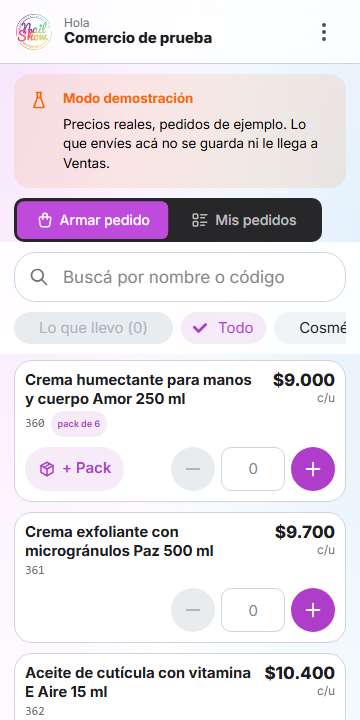 Nail
Show
Hola
Comercio de prueba
Modo demostración
Precios reales, pedidos de ejemplo. Lo
que envíes acá no se guarda ni le llega a
Ventas.
Armar pedido
Mis pedidos
Buscá por nombre o código
Lo que llevo (0)
Todo
Cosmé
Crema humectante para manos
y cuerpo Amor 250 ml
$9.000
c/u
360
pack de 6
+ Pack
0
Crema exfoliante con
microgránulos Paz 500 ml
$9.700
c/u
361
0
Aceite de cutícula con vitamina
E Aire 15 ml
$10.400
c/u
362